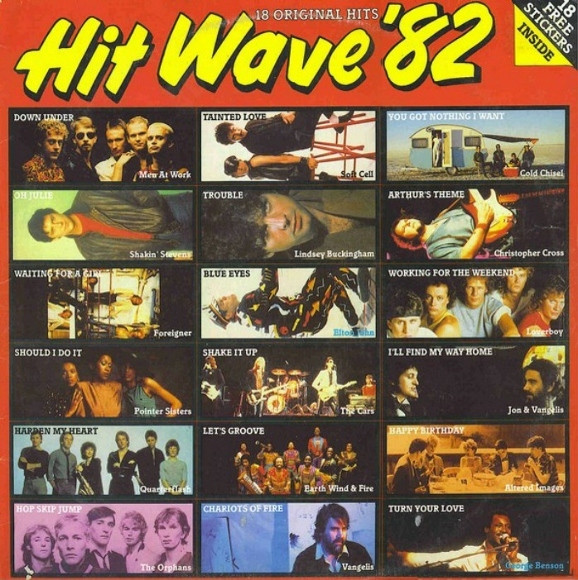 18 ORIGINAL HITS
Hit Wave '82
18 FREE
STICKERS
INSIDE
DOWN UNDER
Men At Work
TAINTED LOVE
Soft Cell
YOU GOT NOTHING I WANT
Cold Chisel
OH JULIE
Shakin' Stevens
TROUBLE
Lindsey Buckingham
ARTHUR'S THEME
Christopher Cross
WAITING FOR A GIRL
Foreigner
BLUE EYES
Elton John
WORKING FOR THE WEEKEND
Loverboy
SHOULD I DO IT
Pointer Sisters
SHAKE IT UP
The Cars
I'LL FIND MY WAY HOME
Jon & Vangelis
HARDEN MY HEART
Quarterflash
LET'S GROOVE
Earth Wind & Fire
HAPPY BIRTHDAY
Altered Images
HOP SKIP JUMP
The Orphans
CHARIOTS OF FIRE
Vangelis
TURN YOUR LOVE
George Benson